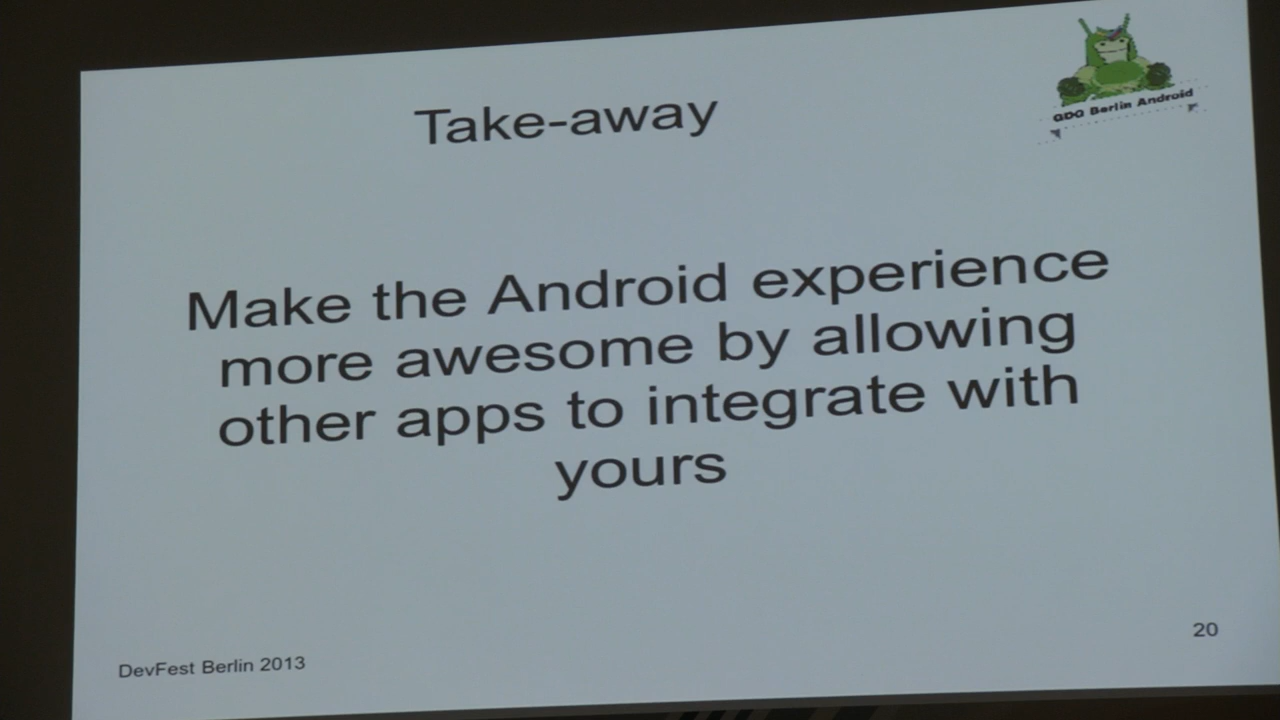 GDG Berlin Android
Take-away
Make the Android experience
more awesome by allowing
other apps to integrate with
yours
DevFest Berlin 2013
20